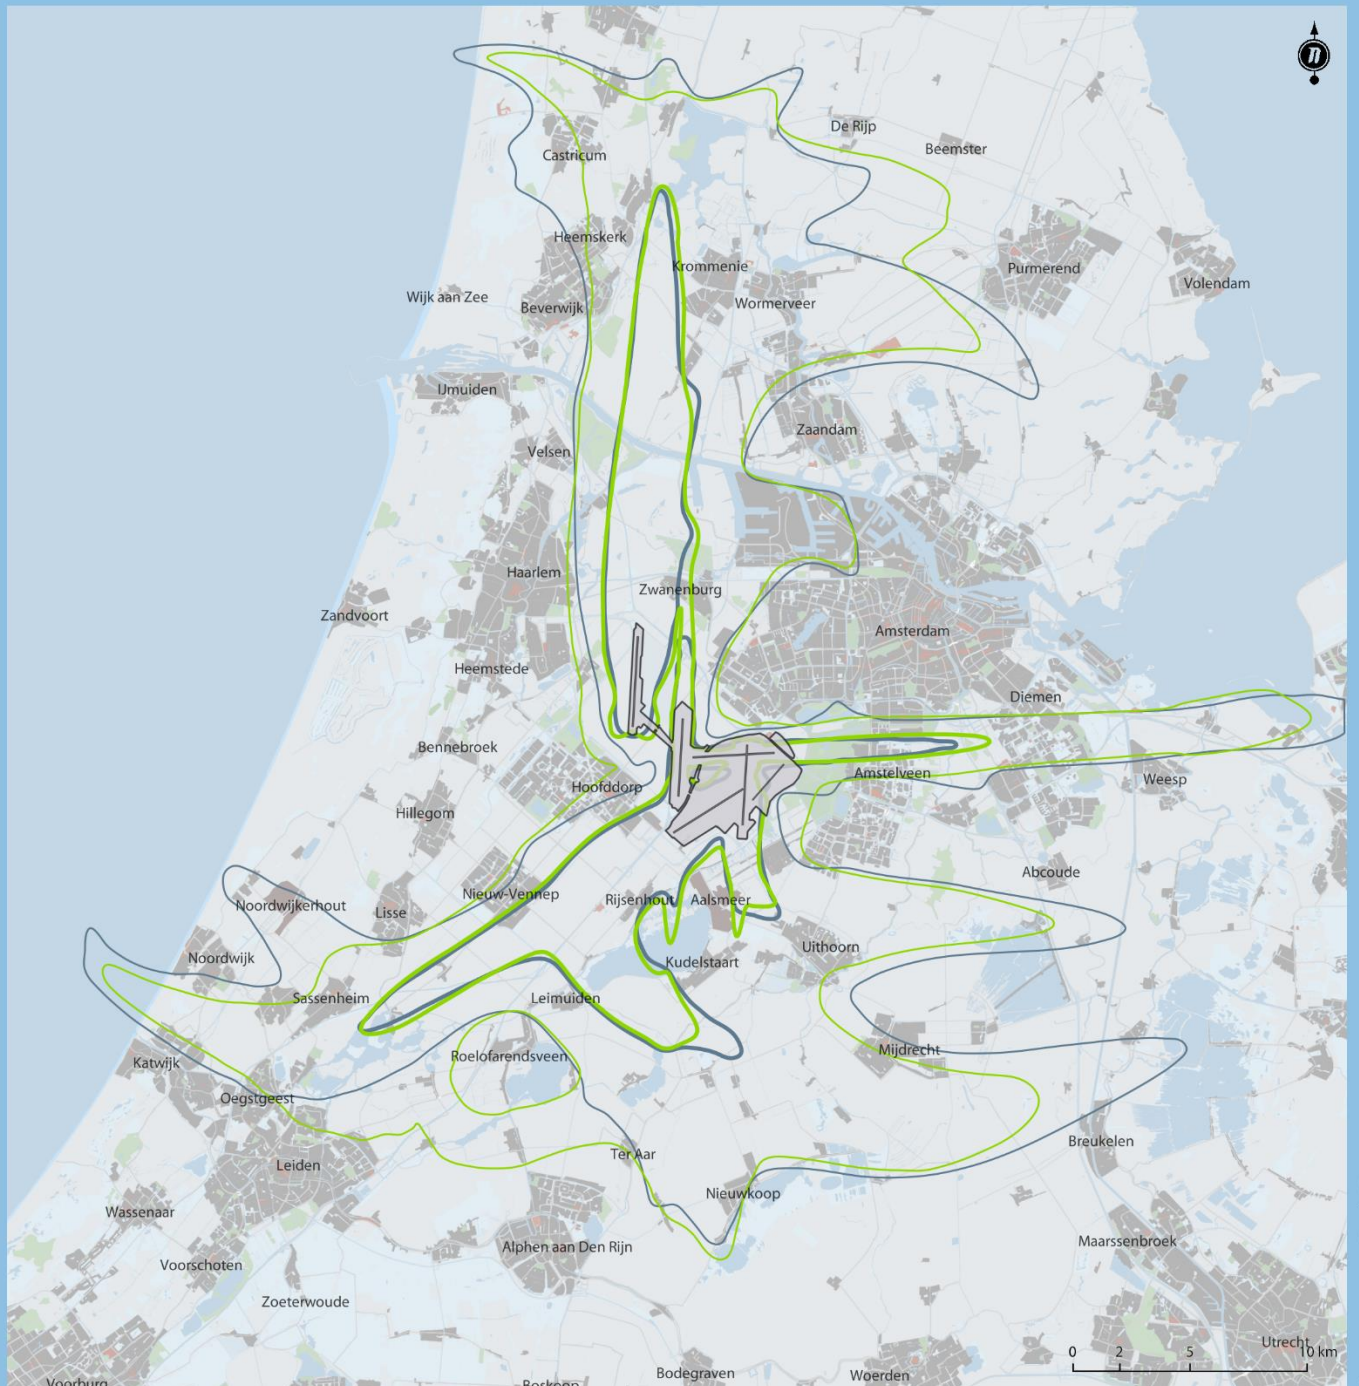 N
De Rijp
Beemster
Castricum
Heemskerk
Krommenie
Purmerend
Volendam
Wijk aan Zee
Beverwijk
Wormerveer
IJmuiden
Zaandam
Velsen
Haarlem
Zwanenburg
Zandvoort
Amsterdam
Heemstede
Diemen
Bennebroek
Amstelveen
Weesp
Hoofddorp
Hillegom
Abcoude
Nieuw-Vennep
Rijsenhout
Aalsmeer
Noordwijkerhout
Lisse
Uithoorn
Noordwijk
Kudelstaart
Sassenheim
Leimuiden
Mijdrecht
Roelofarendsveen
Katwijk
Oegstgeest
Breukelen
Ter Aar
Leiden
Nieuwkoop
Wassenaar
Maarssenbroek
Alphen aan Den Rijn
Voorschoten
Zoeterwoude
Utrecht
0 2 5 10 km
Bodegraven
Woerden
Voorburg
Boskoop